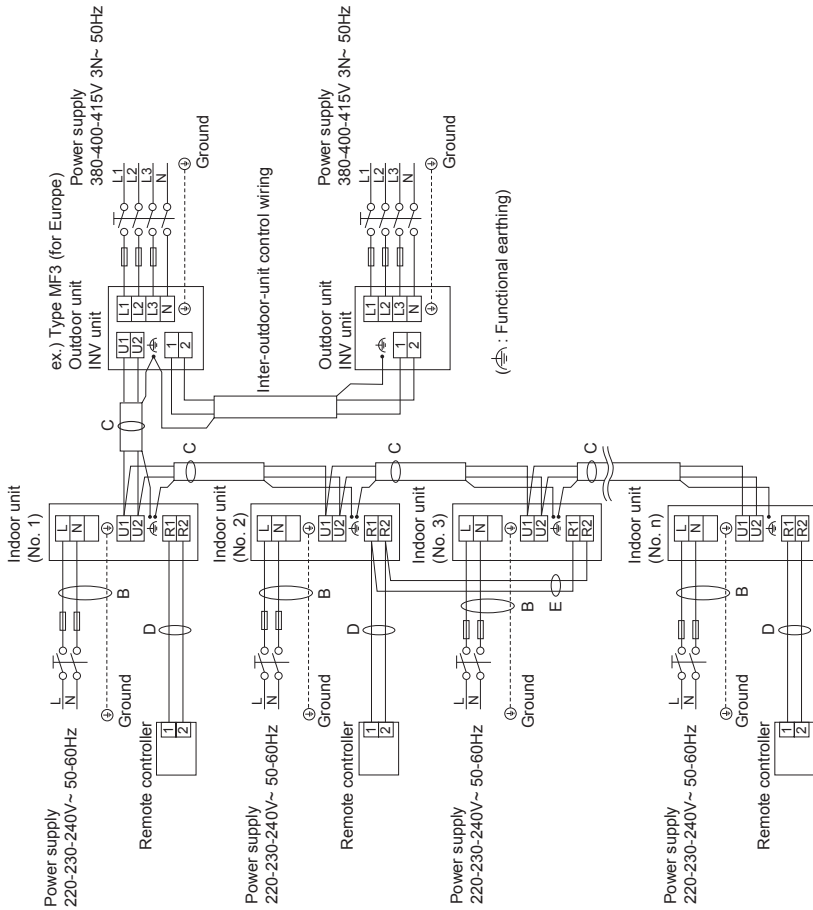 ex.) Type MF3 (for Europe)
Outdoor unit
INV unit
Power supply
380-400-415V 3N~ 50Hz
L1
L2
L3
N
Ground
L1
L2
L3
N
U1
U2
1
2
Inter-outdoor-unit control wiring
Outdoor unit
INV unit
Power supply
380-400-415V 3N~ 50Hz
L1
L2
L3
N
Ground
L1
L2
L3
N
1
2
( : Functional earthing)
C
Indoor unit
(No. 1)
L
N
U1
U2
R1
R2
B
D
L
N
Ground
Power supply
220-230-240V~ 50-60Hz
Remote controller
1
2
C
Indoor unit
(No. 2)
L
N
U1
U2
R1
R2
B
D
L
N
Ground
Power supply
220-230-240V~ 50-60Hz
Remote controller
1
2
C
Indoor unit
(No. 3)
L
N
U1
U2
R1
R2
B
E
L
N
Ground
Power supply
220-230-240V~ 50-60Hz
C
Indoor unit
(No. n)
L
N
U1
U2
R1
R2
B
D
L
N
Ground
Power supply
220-230-240V~ 50-60Hz
Remote controller
1
2